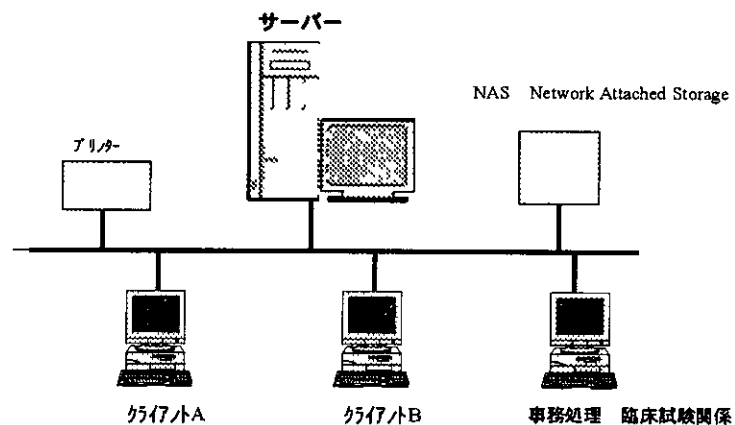 サーバー
NAS Network Attached Storage
プリンター
クライアントA
クライアントB
事務処理 臨床試験関係